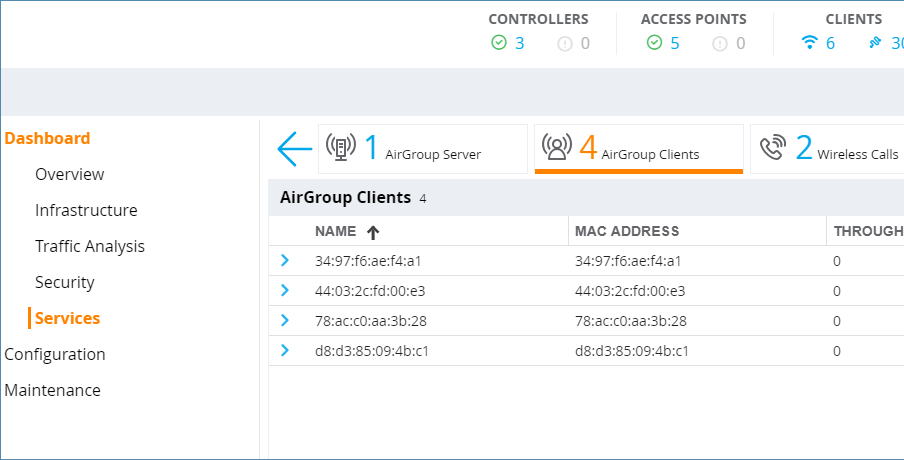 CONTROLLERS ACCESS POINTS CLIENTS
3 0 5 0 6 30
Dashboard
Overview
Infrastructure
Traffic Analysis
Security
Services
Configuration
Maintenance
1 AirGroup Server 4 AirGroup Clients 2 Wireless Calls
AirGroup Clients 4
NAME MAC ADDRESS THROUGH
34:97:f6:ae:f4:a1 34:97:f6:ae:f4:a1 0
44:03:2c:fd:00:e3 44:03:2c:fd:00:e3 0
78:ac:c0:aa:3b:28 78:ac:c0:aa:3b:28 0
d8:d3:85:09:4b:c1 d8:d3:85:09:4b:c1 0